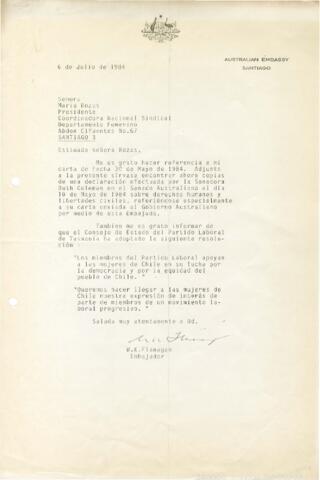 AUSTRALIAN EMBASSY
SANTIAGO
6 de Julio de 1984
Señora
María Rozas
Presidente
Coordinadora Nacional Sindical
Departamento Femenino
Abdón Cifuentes No.67
SANTIAGO 1
Estimada señora Rozas,
Me es grato hacer referencia a mi
carta de fecha 30 de Mayo de 1984. Adjunto
a la presente sírvase encontrar ahora copias
de una declaración efectuada por la Senadora
Ruth Coleman en el Senado Australiano el día
10 de Mayo de 1984 sobre derechos humanos y
libertades civiles, refiriéndose especialmente
a su carta enviada al Gobierno Australiano
por medio de esta Embajada.
También me es grato informar de
que el Consejo de Estado del Partido Laboral
de Tasmania ha adoptado la siguiente resolu-
ción
"Los miembros del Partido Laboral apoyan
a las mujeres de Chile en su lucha por
la democracia y por la equidad del
pueblo de Chile. "
"Queremos hacer llegar a las mujeres de
Chile nuestra expresión de interés de
parte de miembros de un movimiento la-
boral progresivo. "
Saluda muy atentamente a Ud.
W.K.Flanagan
Embajador